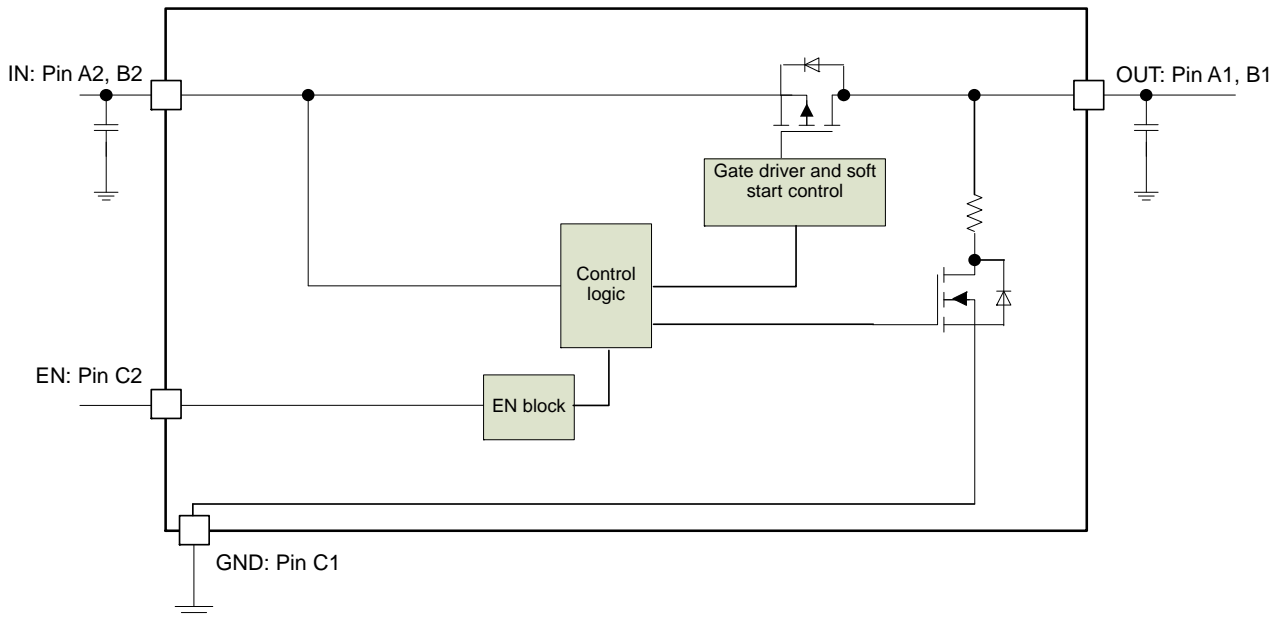 IN: Pin A2, B2
OUT: Pin A1, B1
Gate driver and soft
start control
Control
logic
EN: Pin C2
EN block
GND: Pin C1